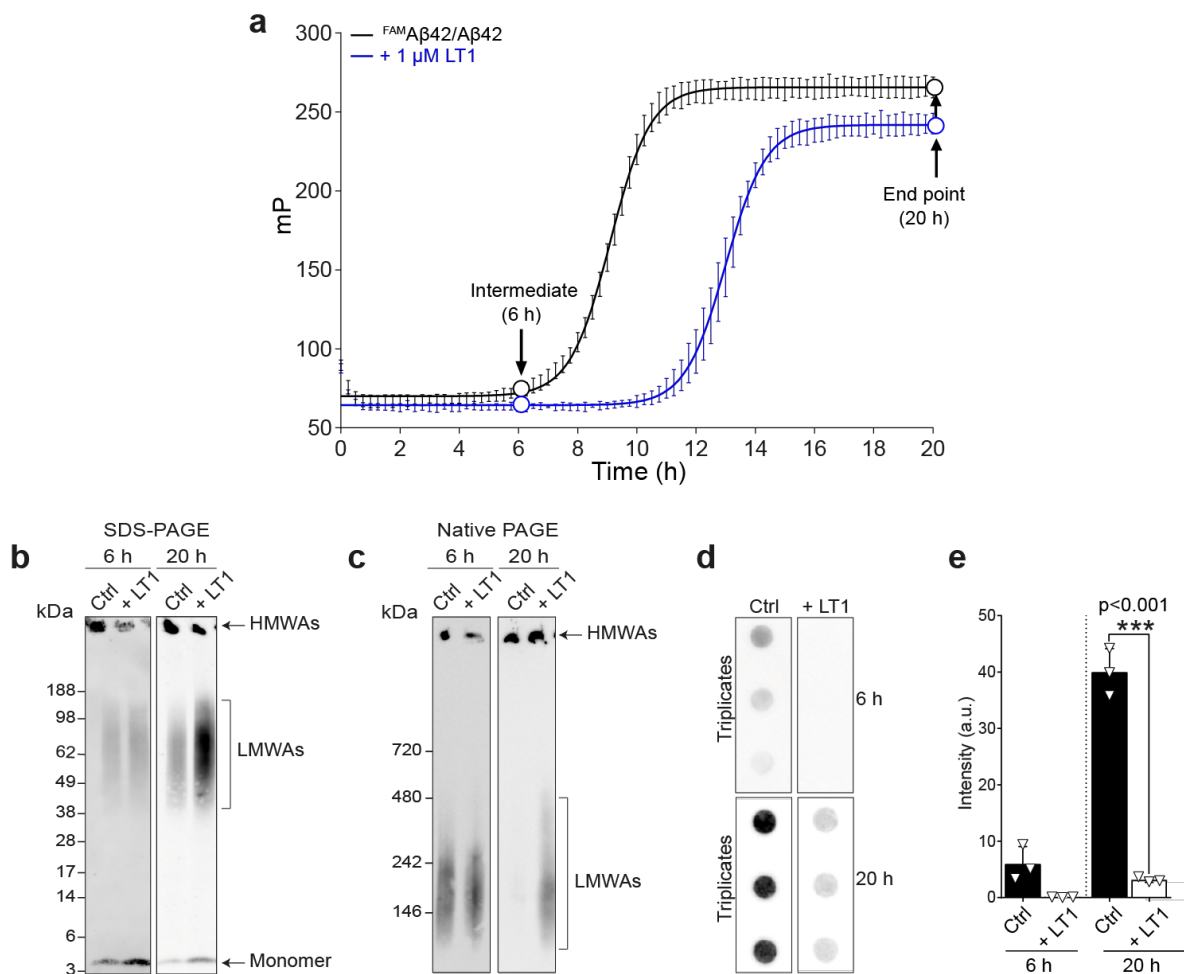 a
300
250
200
150
100
50
mP
ᶠᴬᴹAβ42/Aβ42
+ 1 µM LT1
Intermediate
(6 h)
End point
(20 h)
0 2 4 6 8 10 12 14 16 18 20
Time (h)
b
SDS-PAGE
6 h 20 h
Ctrl + LT1 Ctrl + LT1
kDa
HMWAs
188
98
62
49
38
28
17
14
6
3
LMWAs
Monomer
c
Native PAGE
6 h 20 h
Ctrl + LT1 Ctrl + LT1
kDa
HMWAs
720
480
242
146
LMWAs
d
Ctrl + LT1
Triplicates
6 h
Triplicates
20 h
e
p<0.001
***
50
40
30
20
10
0
Intensity (a.u.)
Ctrl + LT1 Ctrl + LT1
6 h 20 h